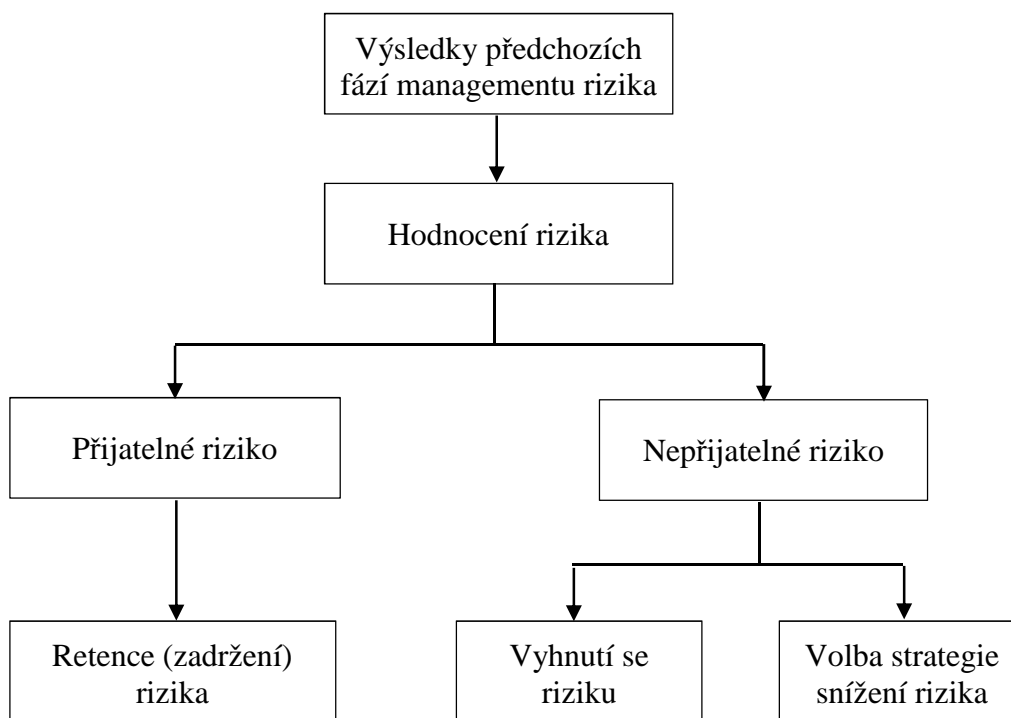 Výsledky předchozích
fází managementu rizika
Hodnocení rizika
Přijatelné riziko
Nepřijatelné riziko
Retence (zadržení)
rizika
Vyhnutí se
riziku
Volba strategie
snížení rizika